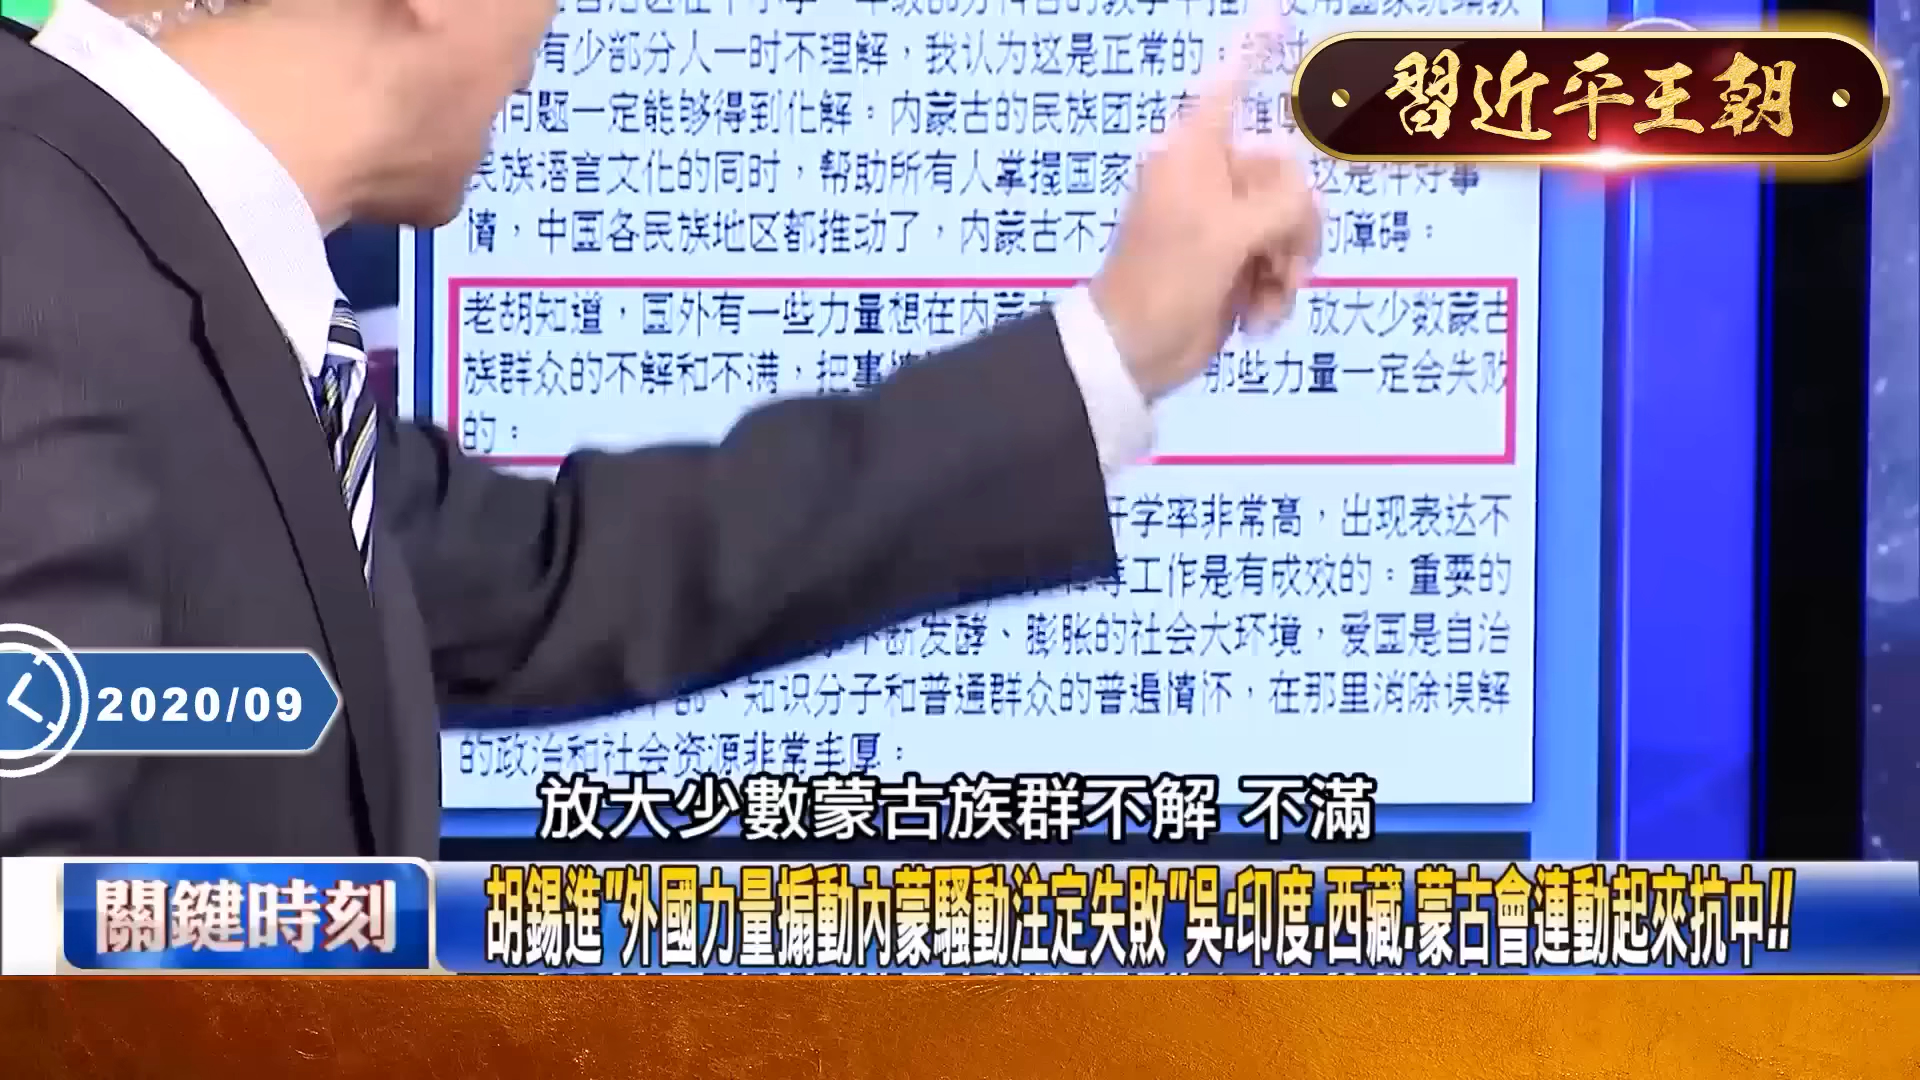 有少部分人一时不理解，我认为这是正常的。经过
习近平王朝
问题一定能够得到化解。内蒙古的民族团结有
民族语言文化的同时，帮助所有人掌握国家 这是件好事
情，中国各民族地区都推动了，内蒙古不 的障碍。
老胡知道，国外有一些力量想在内蒙 放大少数蒙古
族群众的不解和不满，把事 那些力量一定会失败
的。
开学率非常高，出现表达不
等工作是有成效的。重要的
不断发酵、膨胀的社会大环境，爱国是自治
部、知识分子和普通群众的普遍情怀，在那里消除误解
2020/09
的政治和社会资源非常丰厚。
放大少數蒙古族群不解 不滿
關鍵時刻
胡錫進"外國力量搧動內蒙騷動注定失敗"吳:印度.西藏.蒙古會連動起來抗中!!